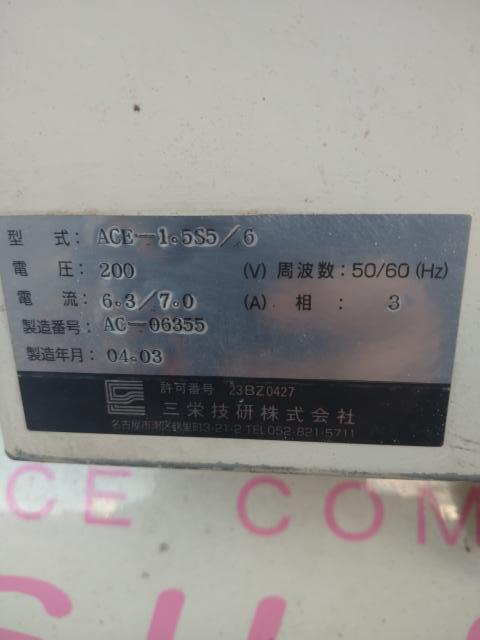 型 式: ACE-1.5S5/6
電 圧: 200 (V) 周波数: 50/60 (Hz)
電 流: 6.3/7.0 (A) 相 : 3
製造番号: AC-06355
製造年月: 04.03
許可番号 23BZ0427
三栄技研株式会社
名古屋市南区鶴里町3-21-2 TEL052-821-5711
CE COM